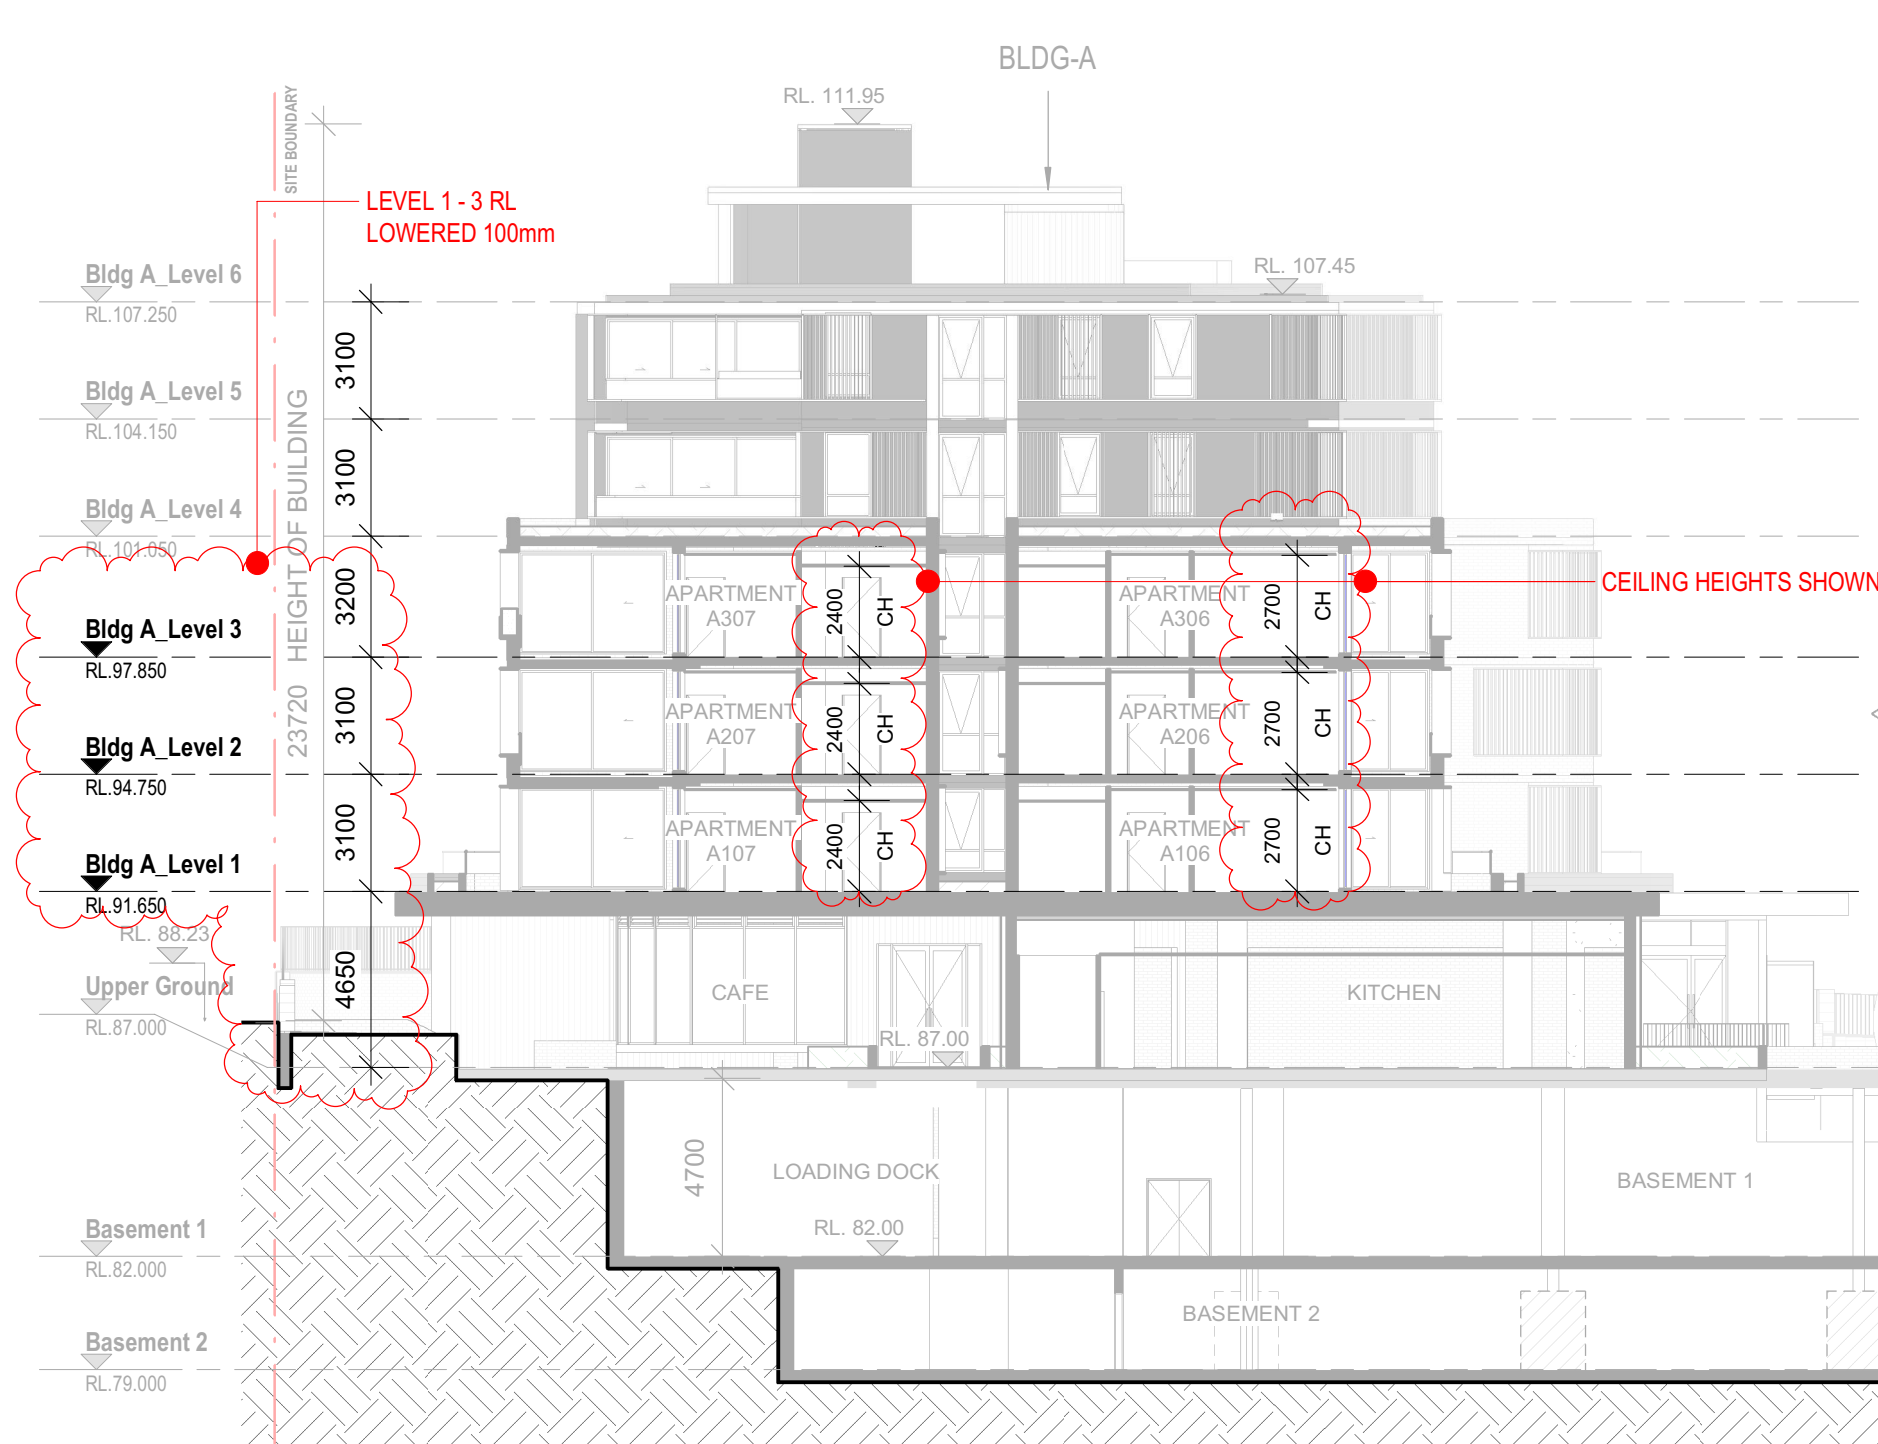 BLDG-A
RL. 111.95
SITE BOUNDARY
LEVEL 1 - 3 RL
LOWERED 100mm
Bldg A_Level 6
RL.107.250
RL. 107.45
3100
Bldg A_Level 5
RL.104.150
3100
Bldg A_Level 4
RL.101.050
23720 HEIGHT OF BUILDING
3200
APARTMENT
A307
2400
CH
APARTMENT
A306
2700
CH
CEILING HEIGHTS SHOWN
Bldg A_Level 3
RL.97.850
3100
APARTMENT
A207
2400
CH
APARTMENT
A206
2700
CH
Bldg A_Level 2
RL.94.750
3100
APARTMENT
A107
2400
CH
APARTMENT
A106
2700
CH
Bldg A_Level 1
RL.91.650
RL. 88.23
4650
Upper Ground
RL.87.000
CAFE
KITCHEN
RL. 87.00
4700
LOADING DOCK
BASEMENT 1
RL. 82.00
Basement 1
RL.82.000
BASEMENT 2
Basement 2
RL.79.000